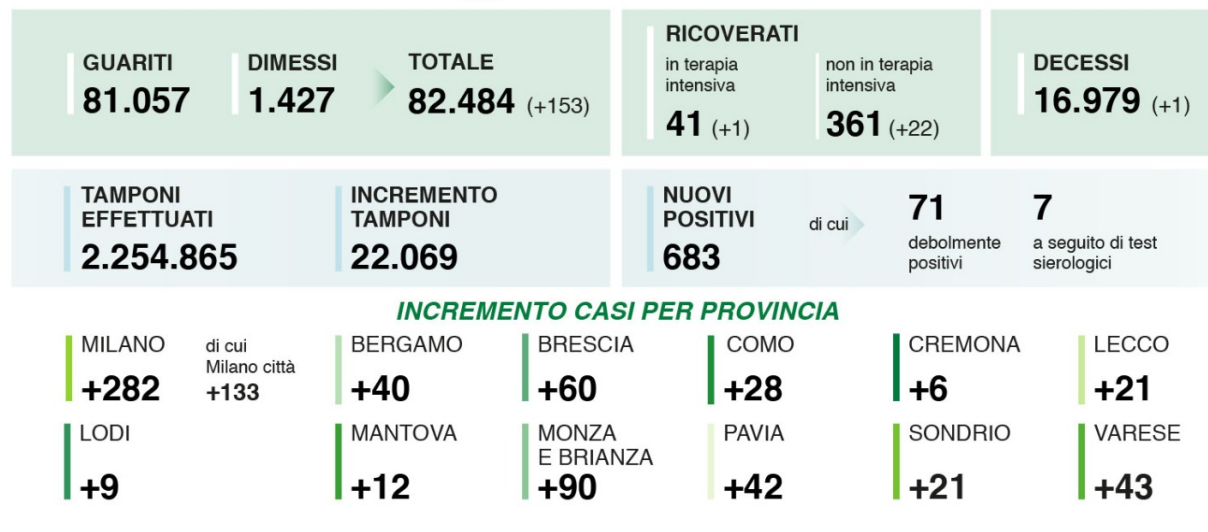 GUARITI
81.057
DIMESSI
1.427
TOTALE
82.484 (+153)
RICOVERATI
in terapia
intensiva
41 (+1)
non in terapia
intensiva
361 (+22)
DECESSI
16.979 (+1)
TAMPONI
EFFETTUATI
2.254.865
INCREMENTO
TAMPONI
22.069
NUOVI
POSITIVI
683
di cui
71
debolmente
positivi
7
a seguito di test
sierologici
INCREMENTO CASI PER PROVINCIA
MILANO
+282
di cui
Milano città
+133
BERGAMO
+40
BRESCIA
+60
COMO
+28
CREMONA
+6
LECCO
+21
LODI
+9
MANTOVA
+12
MONZA
E BRIANZA
+90
PAVIA
+42
SONDRIO
+21
VARESE
+43